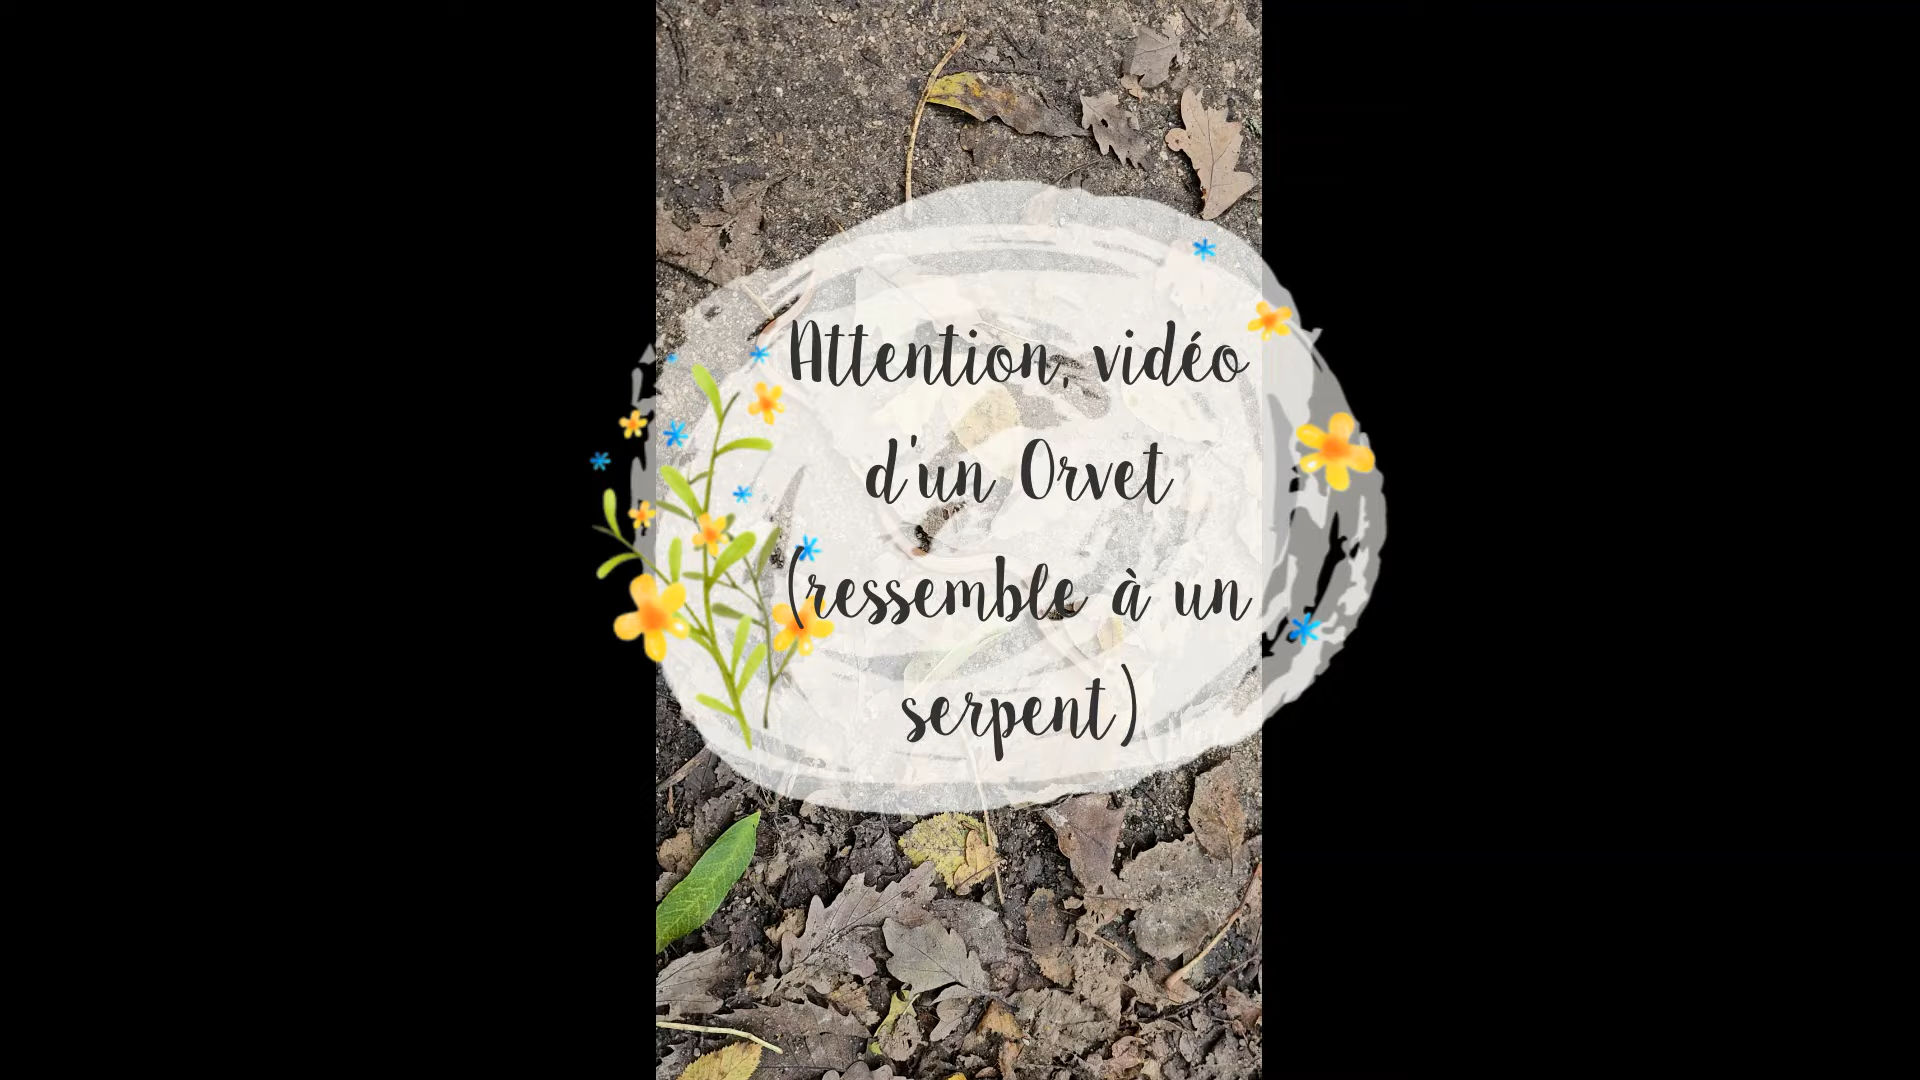 Attention, vidéo
d'un Orvet
(ressemble à un
serpent)